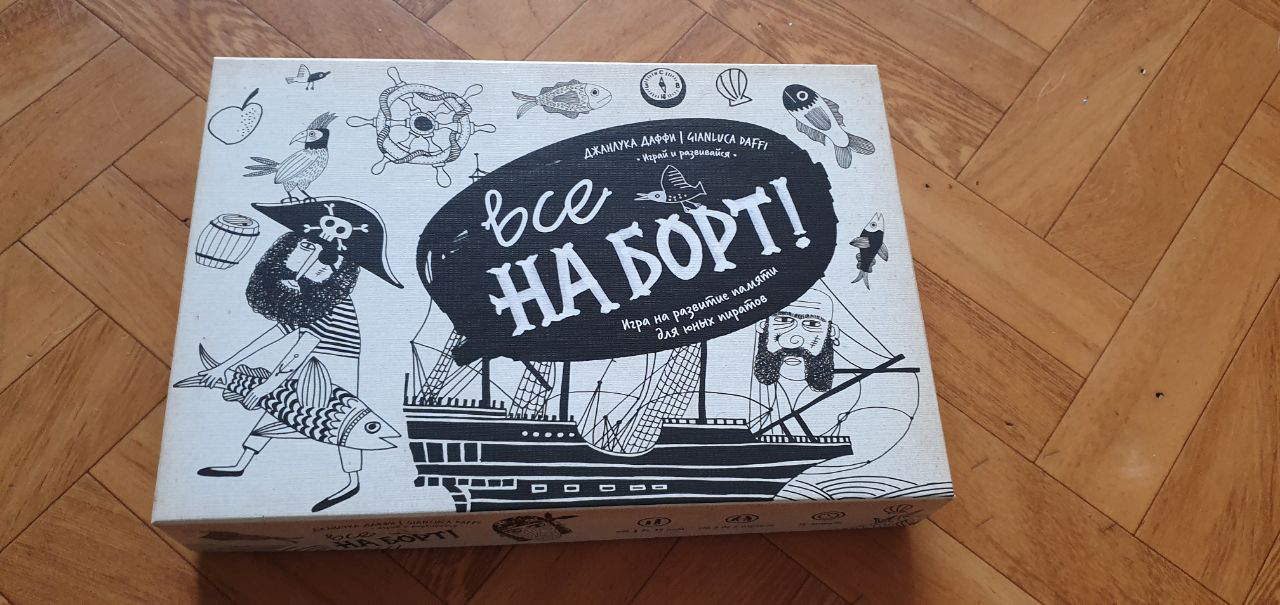 ДЖАНЛУКА ДАФФИ | GIANLUCA DAFFI
• Играй и развивайся •
все
НА БОРТ!
Игра на развитие памяти
для юных пиратов
ДЖАНЛУКА ДАФФИ | GIANLUCA DAFFI
все
НА БОРТ!